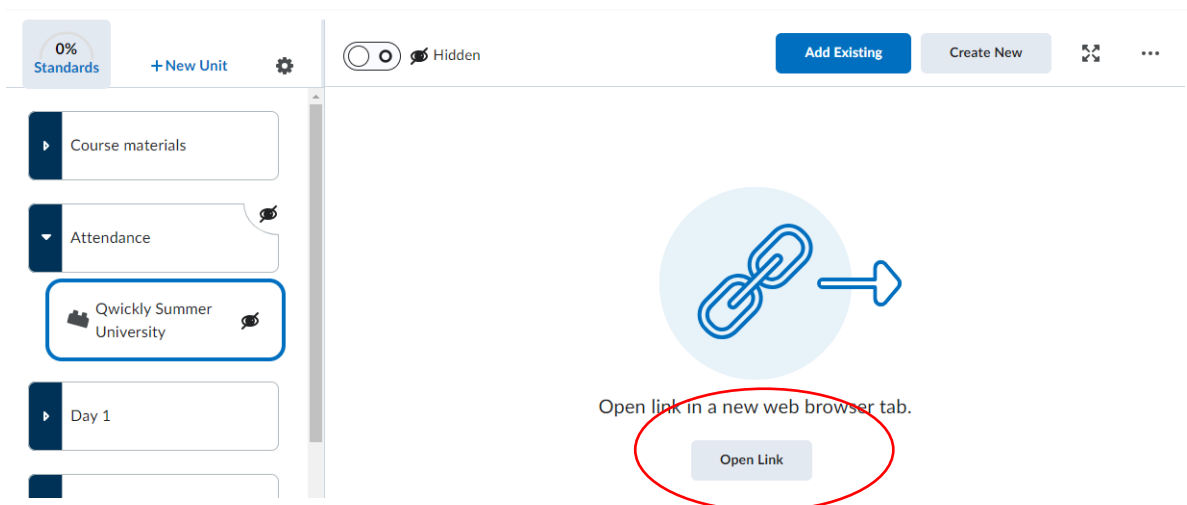 0%
Standards
+ New Unit
Hidden
Add Existing
Create New
Course materials
Attendance
Qwickly Summer
University
Day 1
Open link in a new web browser tab.
Open Link